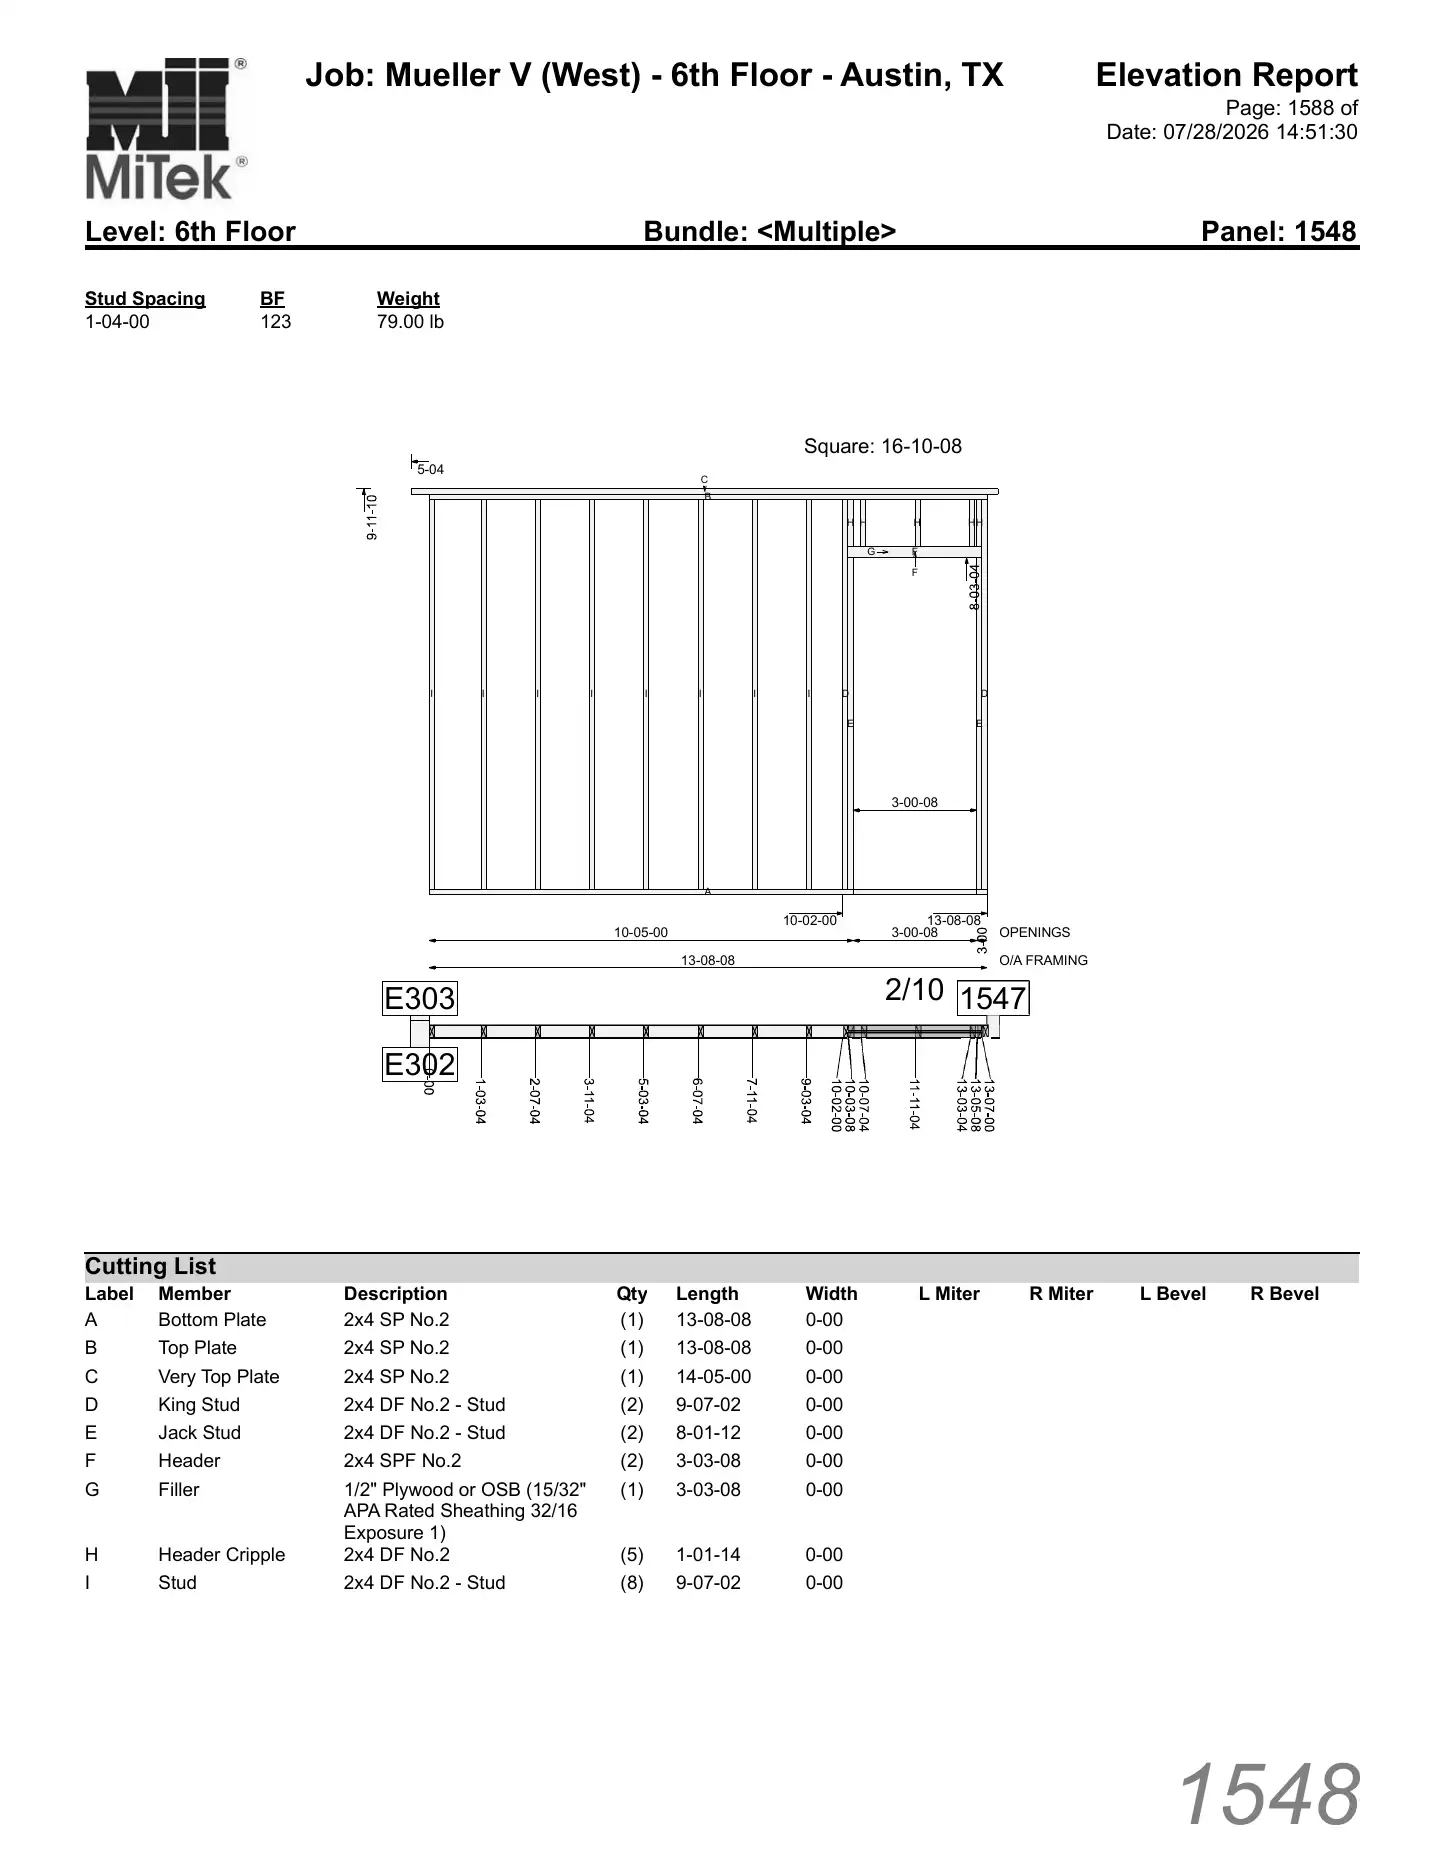 MiTek®
Job: Mueller V (West) - 6th Floor - Austin, TX
Elevation Report
Page: 1588 of
Date: 07/28/2026 14:51:30
Level: 6th Floor Bundle: <Multiple> Panel: 1548
Stud Spacing BF Weight
1-04-00 123 79.00 lb
Square: 16-10-08
5-04
C
B
9-11-10
H H H H H
G F
F
8-03-04
I I I I I I I I D D
E E
3-00-08
A
10-02-00 13-08-08
10-05-00 3-00-08 3-00 OPENINGS
13-08-08 O/A FRAMING
E303 2/10 1547
E302
0-00 1-03-04 2-07-04 3-11-04 5-03-04 6-07-04 7-11-04 9-03-04 10-02-00 10-03-08 10-07-04 11-11-04 13-03-04 13-05-08 13-07-00
Cutting List
Label Member Description Qty Length Width L Miter R Miter L Bevel R Bevel
A Bottom Plate 2x4 SP No.2 (1) 13-08-08 0-00
B Top Plate 2x4 SP No.2 (1) 13-08-08 0-00
C Very Top Plate 2x4 SP No.2 (1) 14-05-00 0-00
D King Stud 2x4 DF No.2 - Stud (2) 9-07-02 0-00
E Jack Stud 2x4 DF No.2 - Stud (2) 8-01-12 0-00
F Header 2x4 SPF No.2 (2) 3-03-08 0-00
G Filler 1/2" Plywood or OSB (15/32" (1) 3-03-08 0-00
APA Rated Sheathing 32/16
Exposure 1)
H Header Cripple 2x4 DF No.2 (5) 1-01-14 0-00
I Stud 2x4 DF No.2 - Stud (8) 9-07-02 0-00
1548